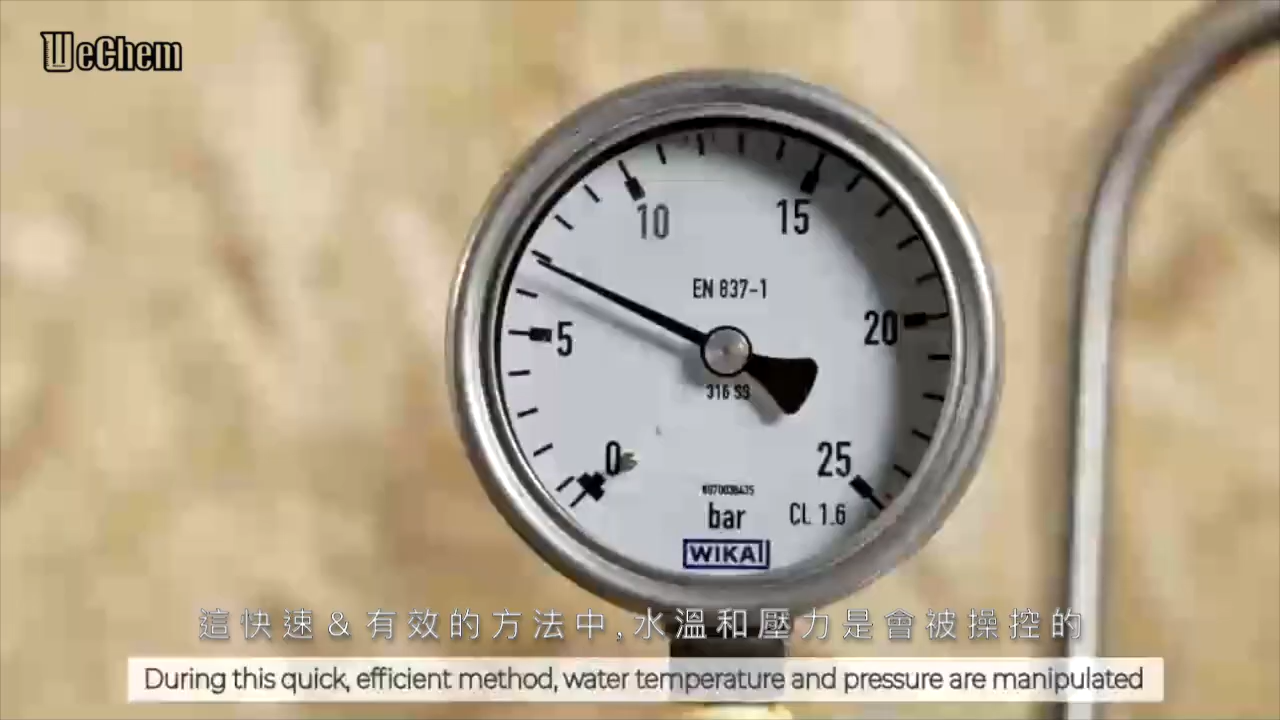 WeChem
10
15
EN 837-1
5
20
316 SS
0
25
bar
CL 1.6
WIKA
這快速&有效的方法中,水溫和壓力是會被操控的
During this quick, efficient method, water temperature and pressure are manipulated